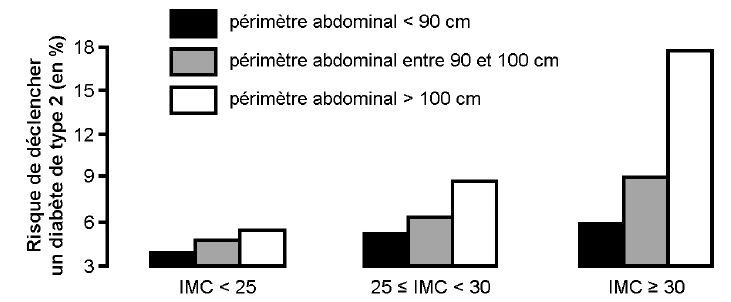 périmètre abdominal < 90 cm
périmètre abdominal entre 90 et 100 cm
périmètre abdominal > 100 cm
Risque de déclencher
un diabète de type 2 (en %)
18
15
12
9
6
3
IMC < 25
25 ≤ IMC < 30
IMC ≥ 30